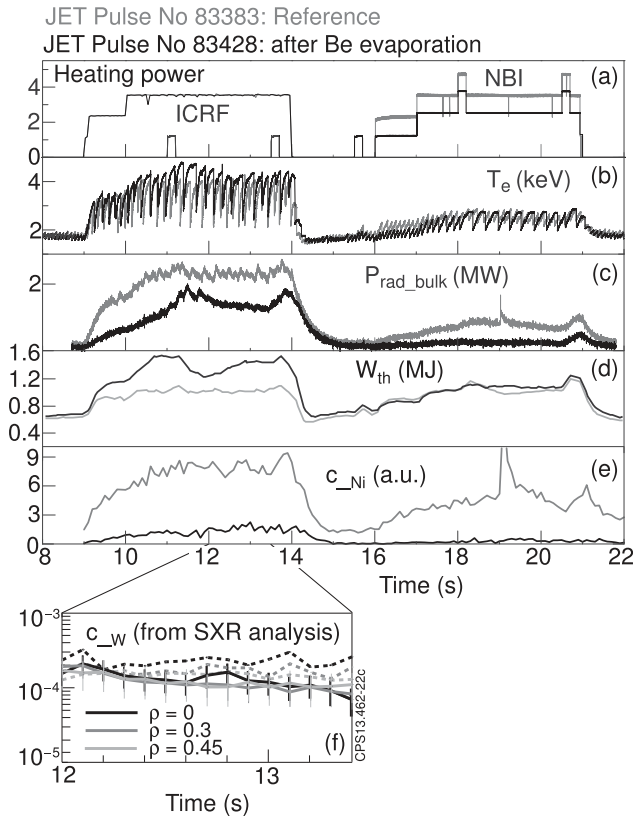 JET Pulse No 83383: Reference
JET Pulse No 83428: after Be evaporation
Heating power
ICRF
NBI
(a)
4
2
0
T_e (keV)
(b)
4
2
P_rad_bulk (MW)
(c)
2
1.6
W_th (MJ)
(d)
1.2
0.8
0.4
9
c_Ni (a.u.)
(e)
6
3
0
8 10 12 14 16 18 20 22
Time (s)
10^-3
c_W (from SXR analysis)
10^-4
ρ = 0
ρ = 0.3
ρ = 0.45
(f)
10^-5
CPS13.462-22c
12 13
Time (s)